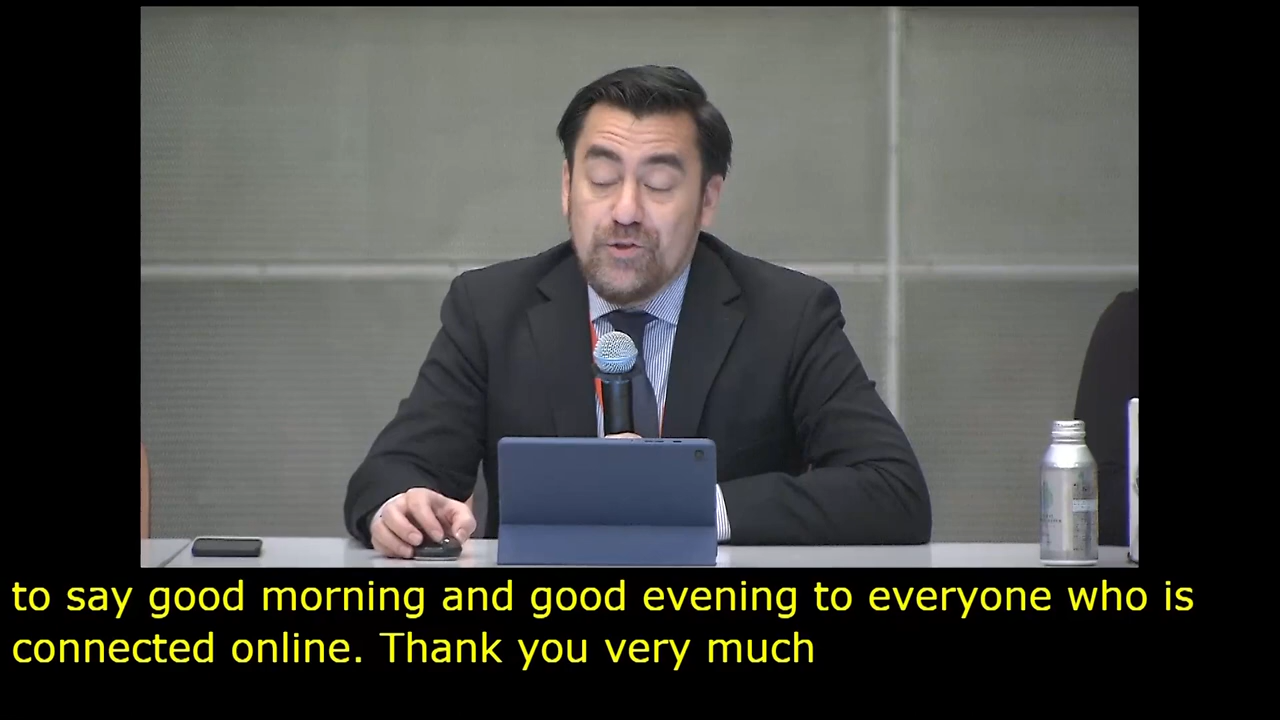 to say good morning and good evening to everyone who is
connected online. Thank you very much